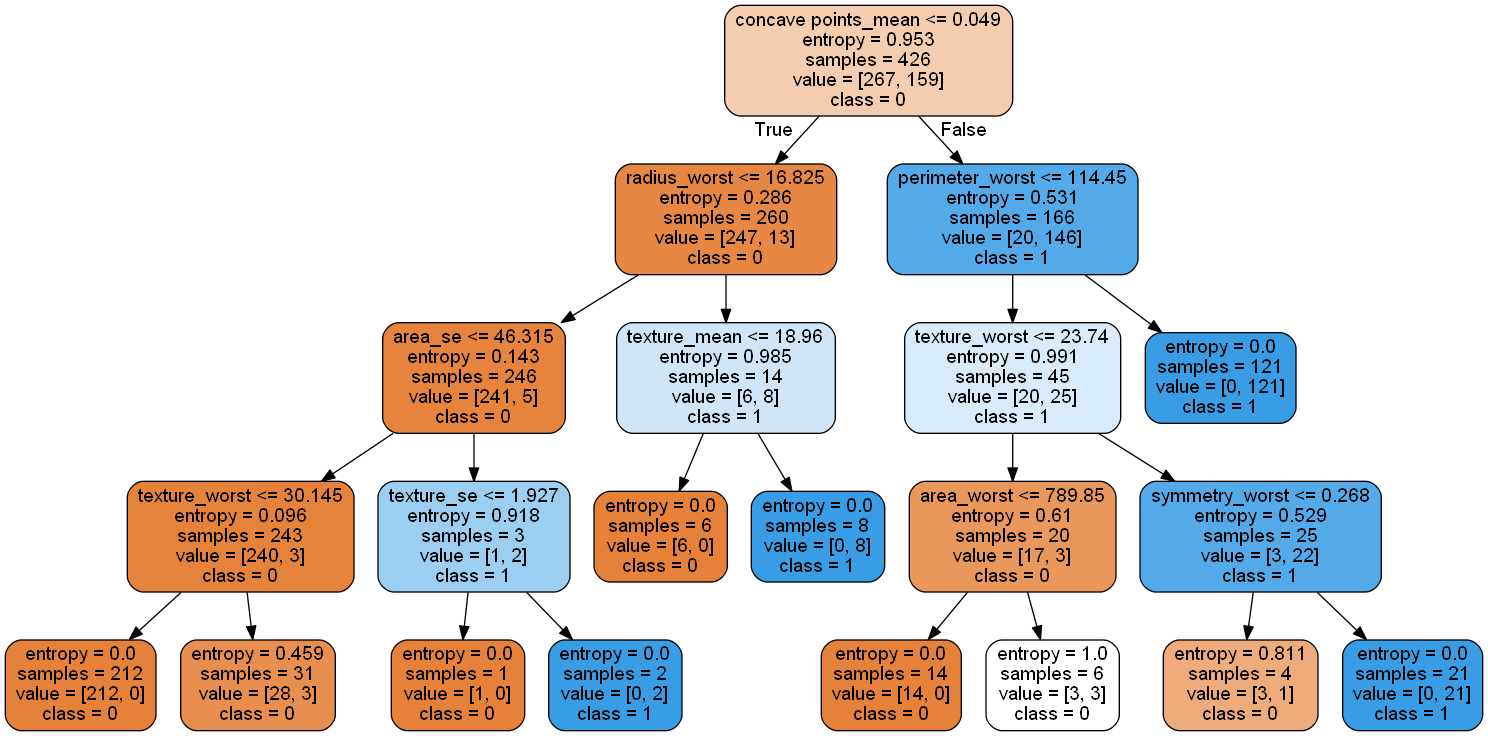 concave points_mean <= 0.049
entropy = 0.953
samples = 426
value = [267, 159]
class = 0
True
False
radius_worst <= 16.825
entropy = 0.286
samples = 260
value = [247, 13]
class = 0
perimeter_worst <= 114.45
entropy = 0.531
samples = 166
value = [20, 146]
class = 1
area_se <= 46.315
entropy = 0.143
samples = 246
value = [241, 5]
class = 0
texture_mean <= 18.96
entropy = 0.985
samples = 14
value = [6, 8]
class = 1
texture_worst <= 23.74
entropy = 0.991
samples = 45
value = [20, 25]
class = 1
entropy = 0.0
samples = 121
value = [0, 121]
class = 1
texture_worst <= 30.145
entropy = 0.096
samples = 243
value = [240, 3]
class = 0
texture_se <= 1.927
entropy = 0.918
samples = 3
value = [1, 2]
class = 1
entropy = 0.0
samples = 6
value = [6, 0]
class = 0
entropy = 0.0
samples = 8
value = [0, 8]
class = 1
area_worst <= 789.85
entropy = 0.61
samples = 20
value = [17, 3]
class = 0
symmetry_worst <= 0.268
entropy = 0.529
samples = 25
value = [3, 22]
class = 1
entropy = 0.0
samples = 212
value = [212, 0]
class = 0
entropy = 0.459
samples = 31
value = [28, 3]
class = 0
entropy = 0.0
samples = 1
value = [1, 0]
class = 0
entropy = 0.0
samples = 2
value = [0, 2]
class = 1
entropy = 0.0
samples = 14
value = [14, 0]
class = 0
entropy = 1.0
samples = 6
value = [3, 3]
class = 0
entropy = 0.811
samples = 4
value = [3, 1]
class = 0
entropy = 0.0
samples = 21
value = [0, 21]
class = 1